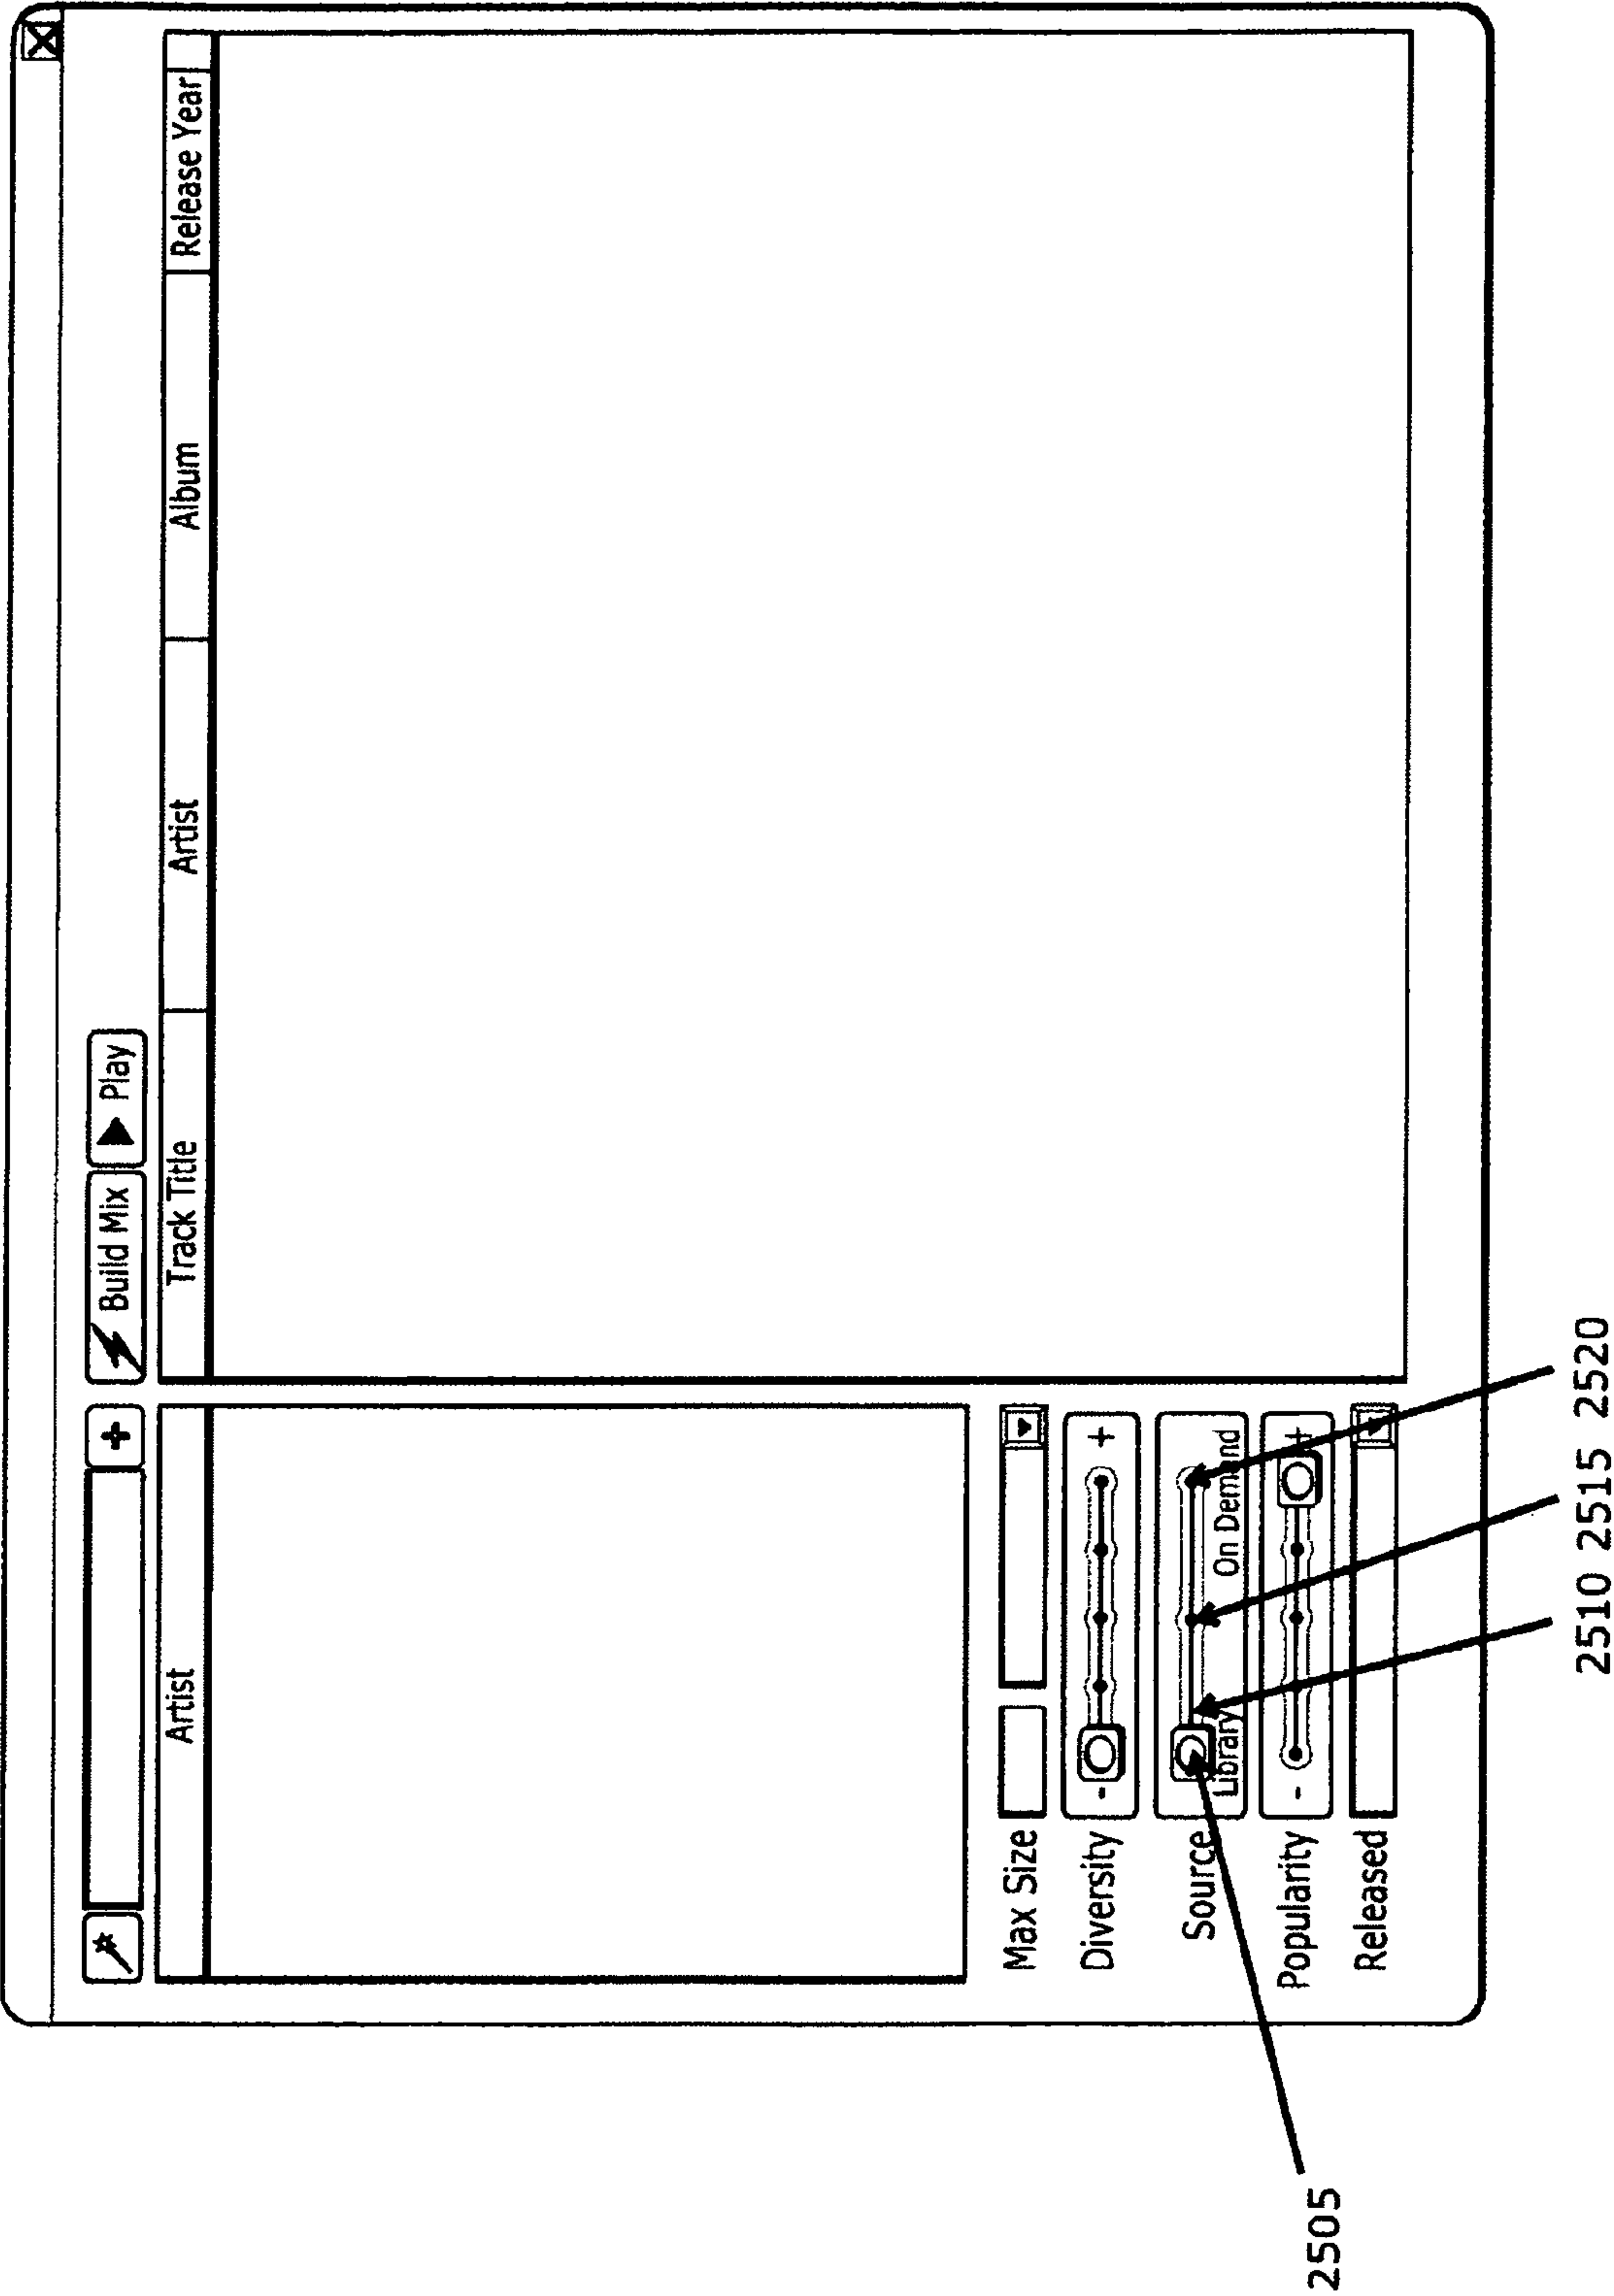 Build Mix Play
Artist
Track Title Artist Album Release Year
Max Size
Diversity - +
Source
Library On Demand
Popularity - +
Released
2505
2510 2515 2520